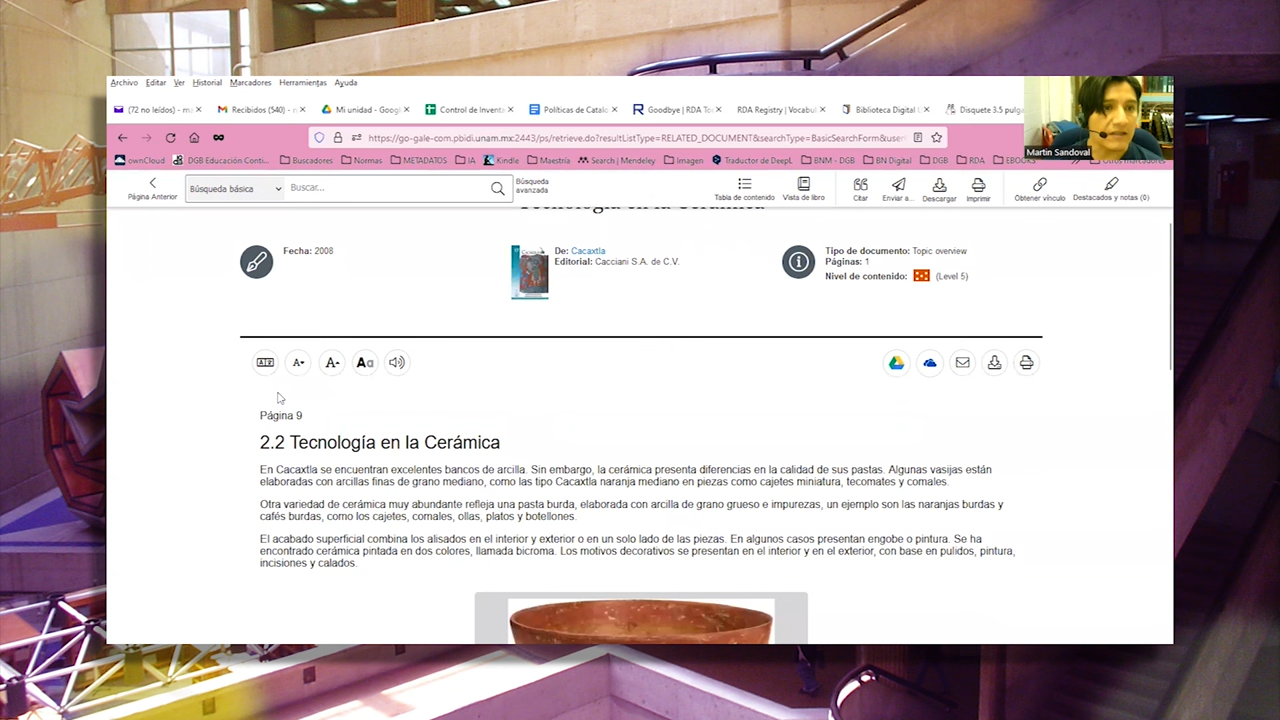 Archivo Editar Ver Historial Marcadores Herramientas Ayuda
(72 no leídos) - ma
Recibidos (540) - r
Mi unidad - Goog
Control de Inventa
Políticas de Catalo
Goodbye | RDA To
RDA Registry | Vocabul
Biblioteca Digital U
Disquete 3.5 pulga
https://go-gale-com.pbidi.unam.mx:2443/ps/retrieve.do?resultListType=RELATED_DOCUMENT&searchType=BasicSearchForm&user
ownCloud DGB Educación Conti... Buscadores Normas METADATOS IA Kindle Maestría Search | Mendeley Imagen Traductor de DeepL BNM - DGB BN Digital DGB RDA EBOOKS Otros marcadores
Martin Sandoval
Página Anterior
Búsqueda básica
Buscar...
Búsqueda
avanzada
Tabla de contenido
Vista de libro
Citar
Enviar a...
Descargar
Imprimir
Obtener vínculo
Destacados y notas (0)
Tecnología en la Cerámica
Fecha: 2008
De: Cacaxtla
Editorial: Cacciani S.A. de C.V.
Tipo de documento: Topic overview
Páginas: 1
Nivel de contenido: (Level 5)
A- A- Aa
Página 9
2.2 Tecnología en la Cerámica
En Cacaxtla se encuentran excelentes bancos de arcilla. Sin embargo, la cerámica presenta diferencias en la calidad de sus pastas. Algunas vasijas están
elaboradas con arcillas finas de grano mediano, como las tipo Cacaxtla naranja mediano en piezas como cajetes miniatura, tecomates y comales.
Otra variedad de cerámica muy abundante refleja una pasta burda, elaborada con arcilla de grano grueso e impurezas, un ejemplo son las naranjas burdas y
cafés burdas, como los cajetes, comales, ollas, platos y botellones.
El acabado superficial combina los alisados en el interior y exterior o en un solo lado de las piezas. En algunos casos presentan engobe o pintura. Se ha
encontrado cerámica pintada en dos colores, llamada bicroma. Los motivos decorativos se presentan en el interior y en el exterior, con base en pulidos, pintura,
incisiones y calados.